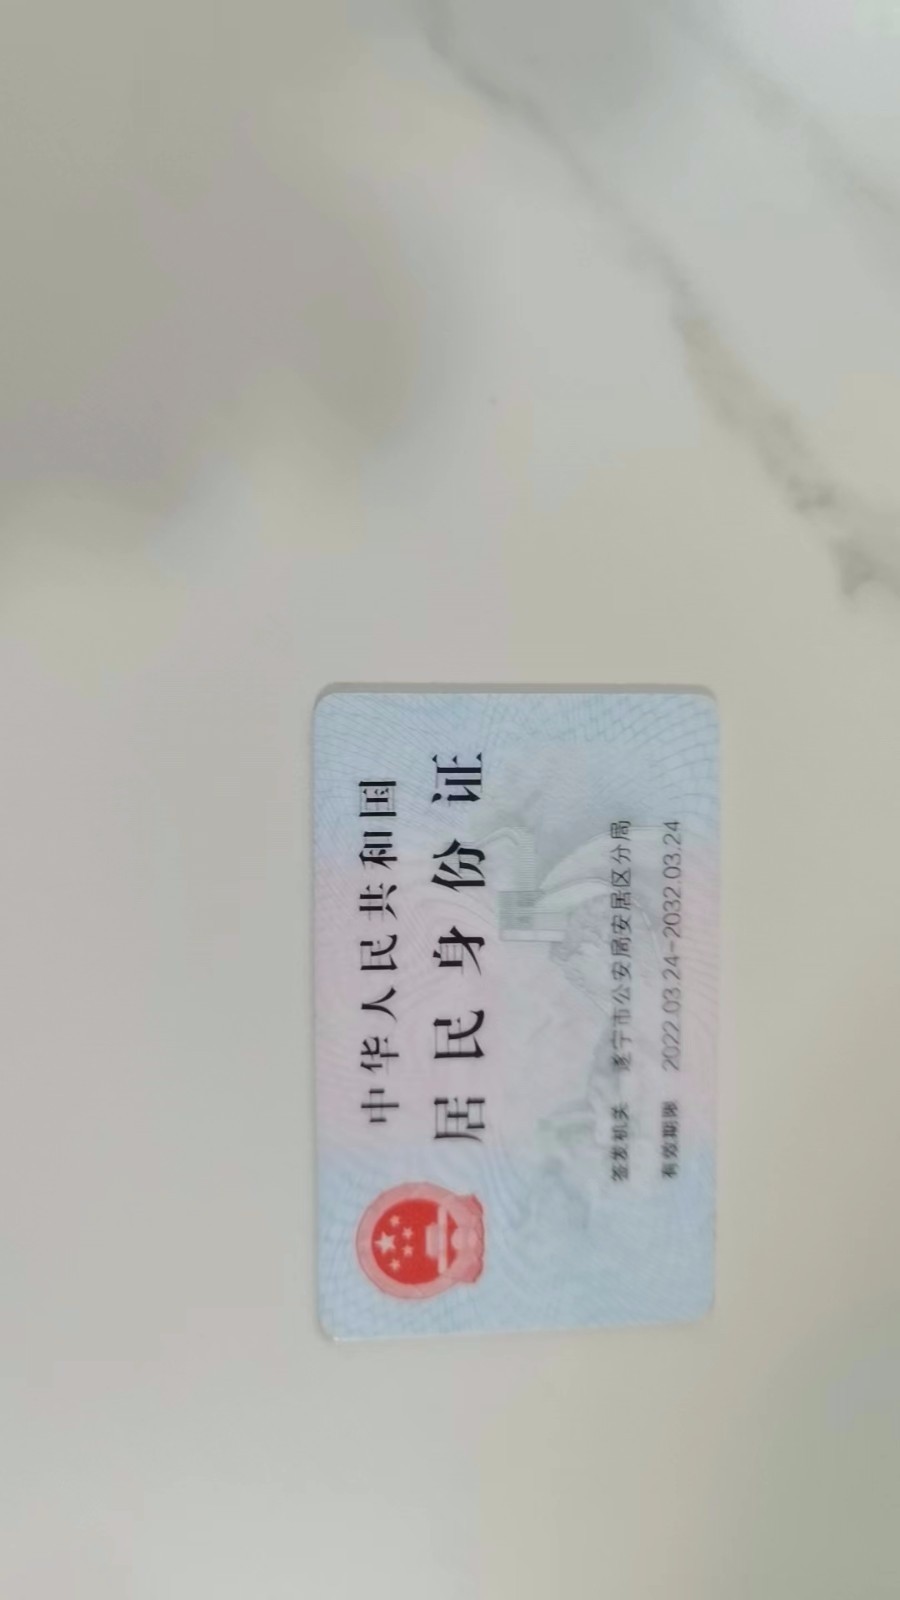 中华人民共和国
居民身份证
签发机关 遂宁市公安局安居区分局
有效期限 2022.03.24-2032.03.24